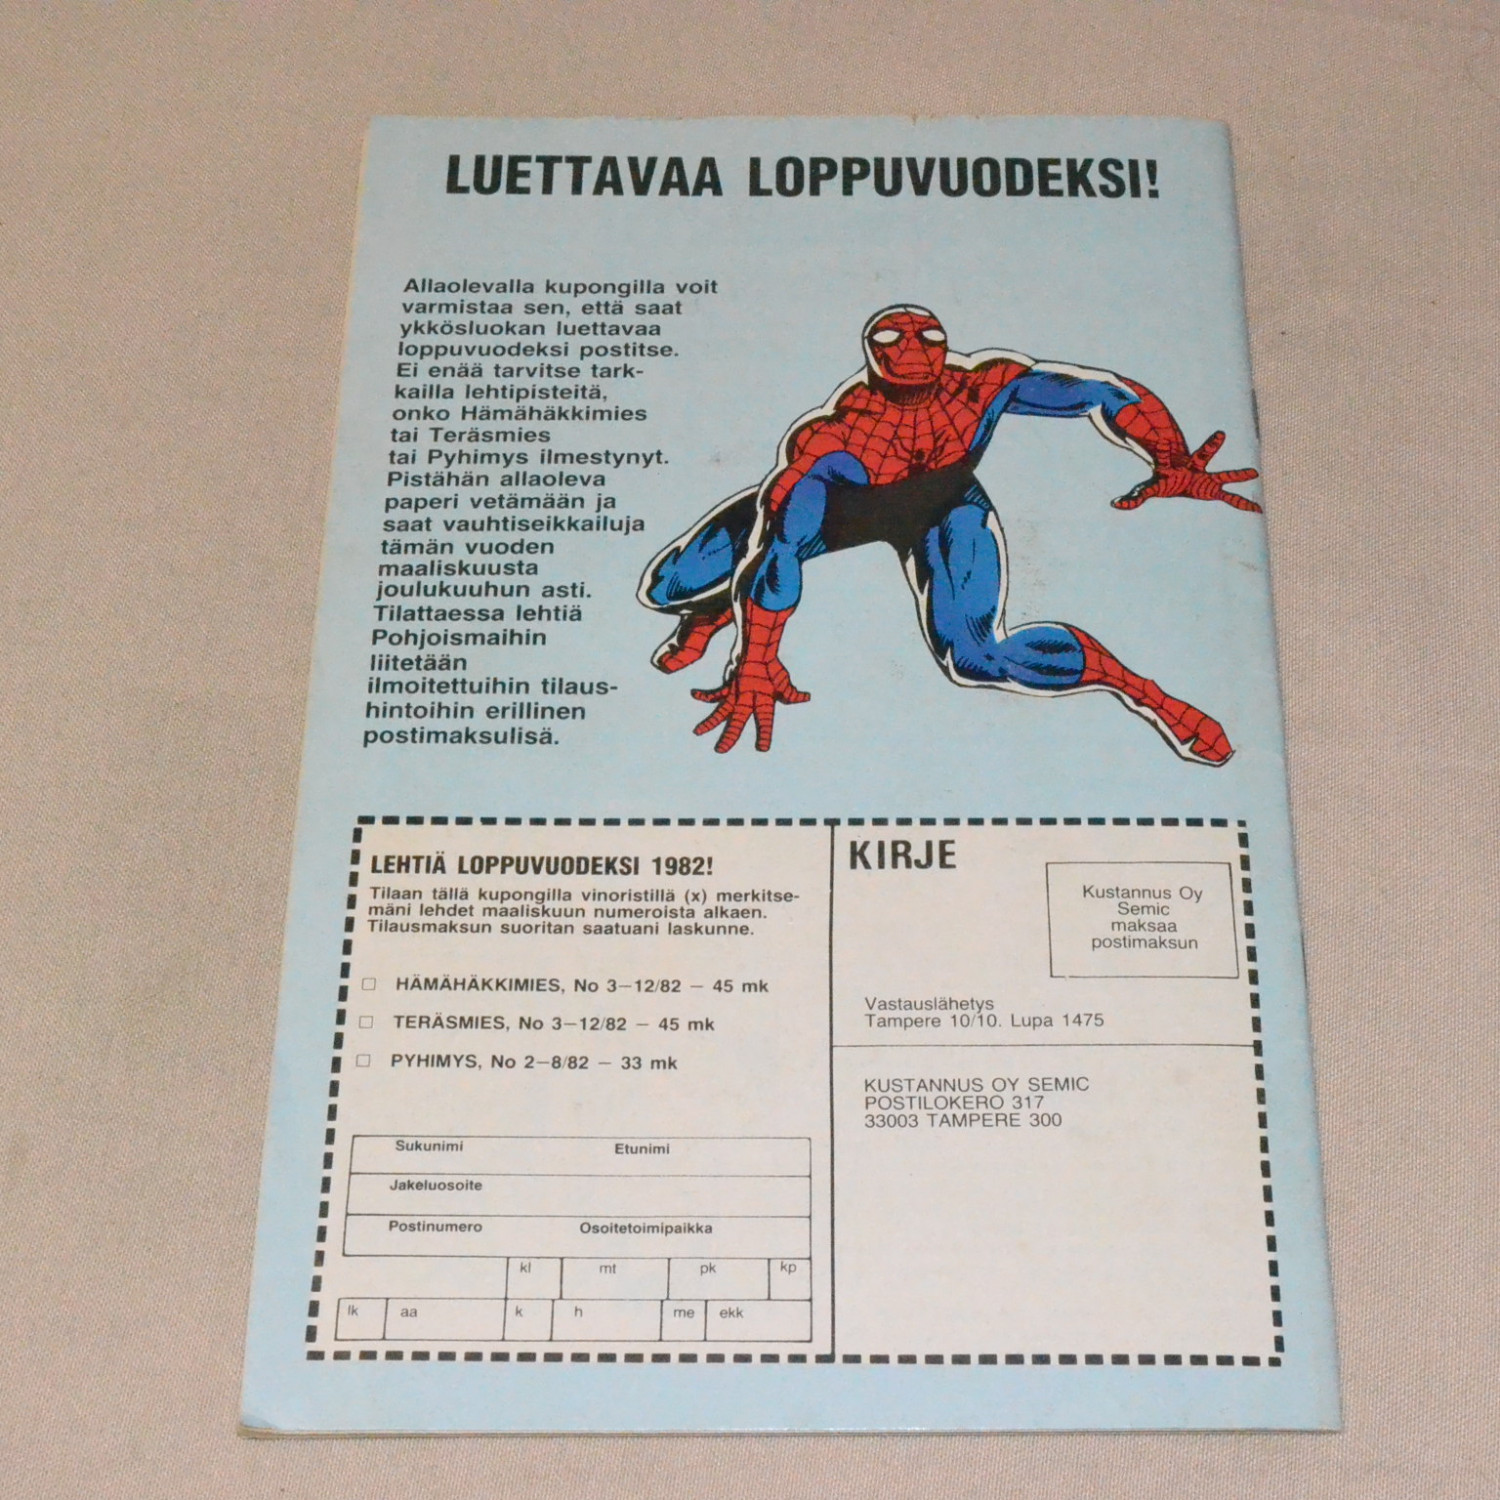 LUETTAVAA LOPPUVUODEKSI!
Allaolevalla kupongilla voit
varmistaa sen, että saat
ykkösluokan luettavaa
loppuvuodeksi postitse.
Ei enää tarvitse tark-
kailla lehtipisteitä,
onko Hämähäkkimies
tai Teräsmies
tai Pyhimys ilmestynyt.
Pistähän allaoleva
paperi vetämään ja
saat vauhtiseikkailuja
tämän vuoden
maaliskuusta
joulukuuhun asti.
Tilattaessa lehtiä
Pohjoismaihin
liitetään
ilmoitettuihin tilaus-
hintoihin erillinen
postimaksulisä.
LEHTIÄ LOPPUVUODEKSI 1982!
Tilaan tällä kupongilla vinoristillä (x) merkitse-
mäni lehdet maaliskuun numeroista alkaen.
Tilausmaksun suoritan saatuani laskunne.
HÄMÄHÄKKIMIES, No 3–12/82 – 45 mk
TERÄSMIES, No 3–12/82 – 45 mk
PYHIMYS, No 2–8/82 – 33 mk
Sukunimi Etunimi
Jakeluosoite
Postinumero Osoitetoimipaikka
kl mt pk kp
lk aa k h me ekk
KIRJE
Kustannus Oy
Semic
maksaa
postimaksun
Vastauslähetys
Tampere 10/10. Lupa 1475
KUSTANNUS OY SEMIC
POSTILOKERO 317
33003 TAMPERE 300